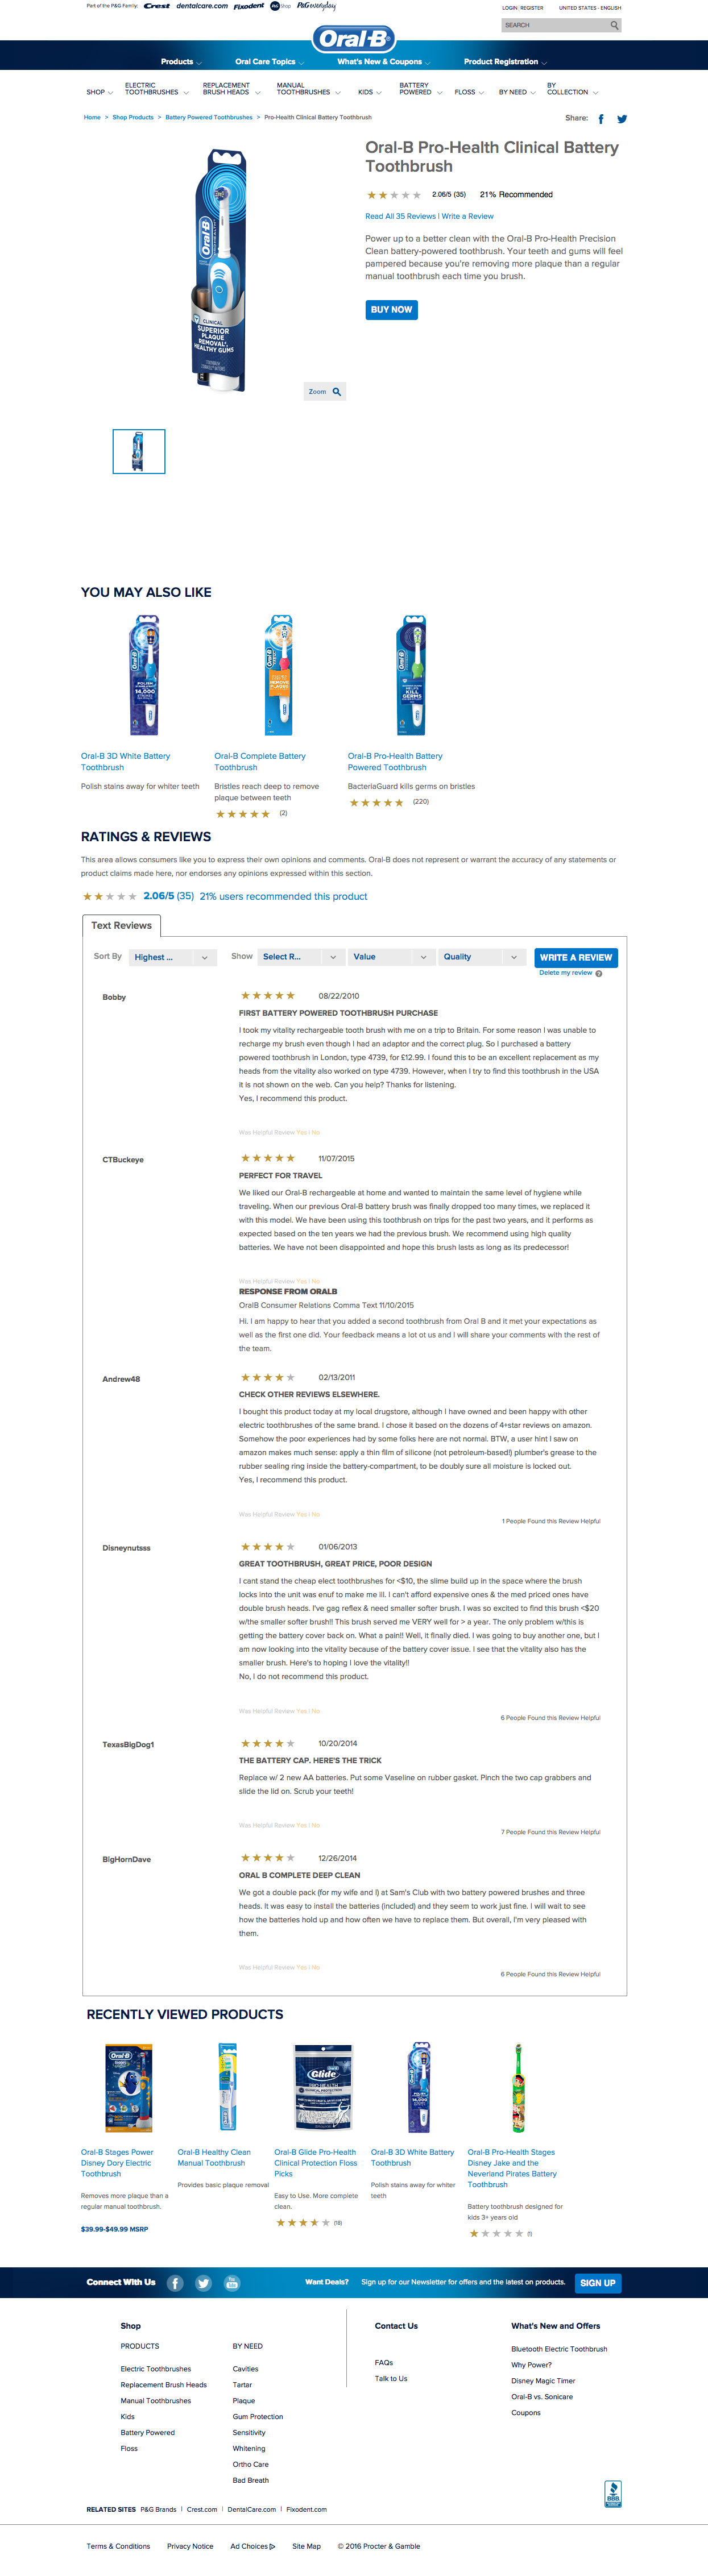 Part of the P&G Family: Crest dentalcare.com Fixodent P&G Shop P&G everyday
LOGIN | REGISTER UNITED STATES - ENGLISH
SEARCH
Oral-B
Products Oral Care Topics What's New & Coupons Product Registration
SHOP ELECTRIC TOOTHBRUSHES REPLACEMENT BRUSH HEADS MANUAL TOOTHBRUSHES KIDS BATTERY POWERED FLOSS BY NEED BY COLLECTION
Home > Shop Products > Battery Powered Toothbrushes > Pro-Health Clinical Battery Toothbrush
Share:
Oral-B Pro-Health Clinical Battery
Toothbrush
2.06/5 (35) 21% Recommended
Read All 35 Reviews | Write a Review
Power up to a better clean with the Oral-B Pro-Health Precision
Clean battery-powered toothbrush. Your teeth and gums will feel
pampered because you're removing more plaque than a regular
manual toothbrush each time you brush.
BUY NOW
Oral-B
CLINICAL
SUPERIOR
PLAQUE
REMOVAL*,
HEALTHY GUMS
Zoom
YOU MAY ALSO LIKE
Oral-B 3D White Battery
Toothbrush
Polish stains away for whiter teeth
Oral-B Complete Battery
Toothbrush
Bristles reach deep to remove
plaque between teeth
(2)
Oral-B Pro-Health Battery
Powered Toothbrush
BacteriaGuard kills germs on bristles
(220)
RATINGS & REVIEWS
This area allows consumers like you to express their own opinions and comments. Oral-B does not represent or warrant the accuracy of any statements or
product claims made here, nor endorses any opinions expressed within this section.
2.06/5 (35) 21% users recommended this product
Text Reviews
Sort By Highest ... Show Select R... Value Quality WRITE A REVIEW
Delete my review ?
Bobby 08/22/2010
FIRST BATTERY POWERED TOOTHBRUSH PURCHASE
I took my vitality rechargeable tooth brush with me on a trip to Britain. For some reason I was unable to
recharge my brush even though I had an adaptor and the correct plug. So I purchased a battery
powered toothbrush in London, type 4739, for £12.99. I found this to be an excellent replacement as my
heads from the vitality also worked on type 4739. However, when I try to find this toothbrush in the USA
it is not shown on the web. Can you help? Thanks for listening.
Yes, I recommend this product.
Was Helpful Review Yes | No
CTBuckeye 11/07/2015
PERFECT FOR TRAVEL
We liked our Oral-B rechargeable at home and wanted to maintain the same level of hygiene while
traveling. When our previous Oral-B battery brush was finally dropped too many times, we replaced it
with this model. We have been using this toothbrush on trips for the past two years, and it performs as
expected based on the ten years we had the previous brush. We recommend using high quality
batteries. We have not been disappointed and hope this brush lasts as long as its predecessor!
Was Helpful Review Yes | No
RESPONSE FROM ORALB
OralB Consumer Relations Comma Text 11/10/2015
Hi. I am happy to hear that you added a second toothbrush from Oral B and it met your expectations as
well as the first one did. Your feedback means a lot ot us and I will share your comments with the rest of
the team.
Andrew48 02/13/2011
CHECK OTHER REVIEWS ELSEWHERE.
I bought this product today at my local drugstore, although I have owned and been happy with other
electric toothbrushes of the same brand. I chose it based on the dozens of 4+star reviews on amazon.
Somehow the poor experiences had by some folks here are not normal. BTW, a user hint I saw on
amazon makes much sense: apply a thin film of silicone (not petroleum-based!) plumber's grease to the
rubber sealing ring inside the battery-compartment, to be doubly sure all moisture is locked out.
Yes, I recommend this product.
Was Helpful Review Yes | No
1 People Found this Review Helpful
Disneynutsss 01/06/2013
GREAT TOOTHBRUSH, GREAT PRICE, POOR DESIGN
I cant stand the cheap elect toothbrushes for <$10, the slime build up in the space where the brush
locks into the unit was enuf to make me ill. I can't afford expensive ones & the med priced ones have
double brush heads. I've gag reflex & need smaller softer brush. I was so excited to find this brush <$20
w/the smaller softer brush!! This brush served me VERY well for > a year. The only problem w/this is
getting the battery cover back on. What a pain!! Well, it finally died. I was going to buy another one, but I
am now looking into the vitality because of the battery cover issue. I see that the vitality also has the
smaller brush. Here's to hoping I love the vitality!!
No, I do not recommend this product.
Was Helpful Review Yes | No
6 People Found this Review Helpful
TexasBigDog1 10/20/2014
THE BATTERY CAP. HERE'S THE TRICK
Replace w/ 2 new AA batteries. Put some Vaseline on rubber gasket. Pinch the two cap grabbers and
slide the lid on. Scrub your teeth!
Was Helpful Review Yes | No
7 People Found this Review Helpful
BigHornDave 12/26/2014
ORAL B COMPLETE DEEP CLEAN
We got a double pack (for my wife and I) at Sam's Club with two battery powered brushes and three
heads. It was easy to install the batteries (included) and they seem to work just fine. I will wait to see
how the batteries hold up and how often we have to replace them. But overall, I'm very pleased with
them.
Was Helpful Review Yes | No
6 People Found this Review Helpful
RECENTLY VIEWED PRODUCTS
Oral-B Stages Power
Disney Dory Electric
Toothbrush
Removes more plaque than a
regular manual toothbrush.
$39.99-$49.99 MSRP
Oral-B Healthy Clean
Manual Toothbrush
Provides basic plaque removal
Oral-B Glide Pro-Health
Clinical Protection Floss
Picks
Easy to Use. More complete
clean.
(18)
Oral-B 3D White Battery
Toothbrush
Polish stains away for whiter
teeth
Oral-B Pro-Health Stages
Disney Jake and the
Neverland Pirates Battery
Toothbrush
Battery toothbrush designed for
kids 3+ years old
(1)
Connect With Us Want Deals? Sign up for our Newsletter for offers and the latest on products. SIGN UP
Shop
PRODUCTS
Electric Toothbrushes
Replacement Brush Heads
Manual Toothbrushes
Kids
Battery Powered
Floss
BY NEED
Cavities
Tartar
Plaque
Gum Protection
Sensitivity
Whitening
Ortho Care
Bad Breath
Contact Us
FAQs
Talk to Us
What's New and Offers
Bluetooth Electric Toothbrush
Why Power?
Disney Magic Timer
Oral-B vs. Sonicare
Coupons
BBB
RELATED SITES P&G Brands | Crest.com | DentalCare.com | Fixodent.com
Terms & Conditions Privacy Notice Ad Choices Site Map © 2016 Procter & Gamble